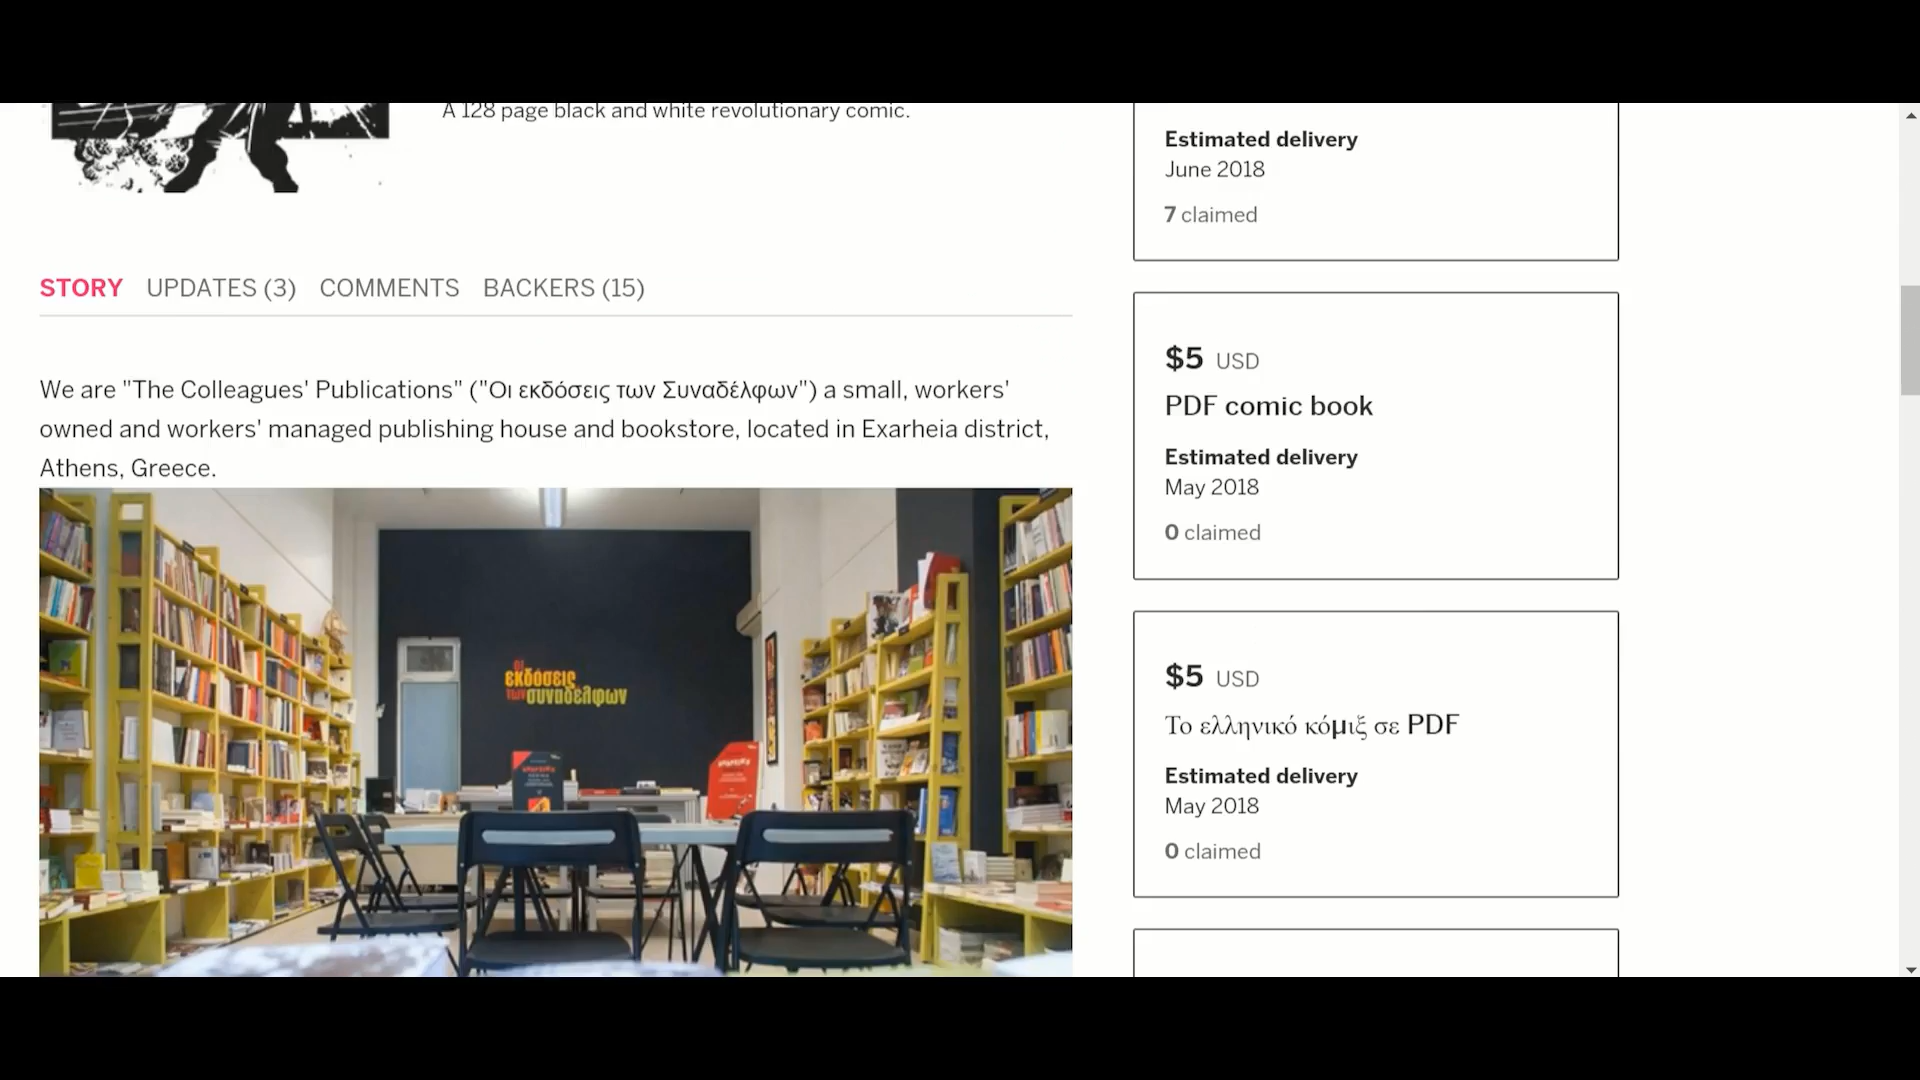 A 128 page black and white revolutionary comic.
STORY UPDATES (3) COMMENTS BACKERS (15)
We are "The Colleagues' Publications" ("Οι εκδόσεις των Συναδέλφων") a small, workers'
owned and workers' managed publishing house and bookstore, located in Exarheia district,
Athens, Greece.
οι
εκδόσεις
των συναδέλφων
Estimated delivery
June 2018
7 claimed
$5 USD
PDF comic book
Estimated delivery
May 2018
0 claimed
$5 USD
Το ελληνικό κόμιξ σε PDF
Estimated delivery
May 2018
0 claimed